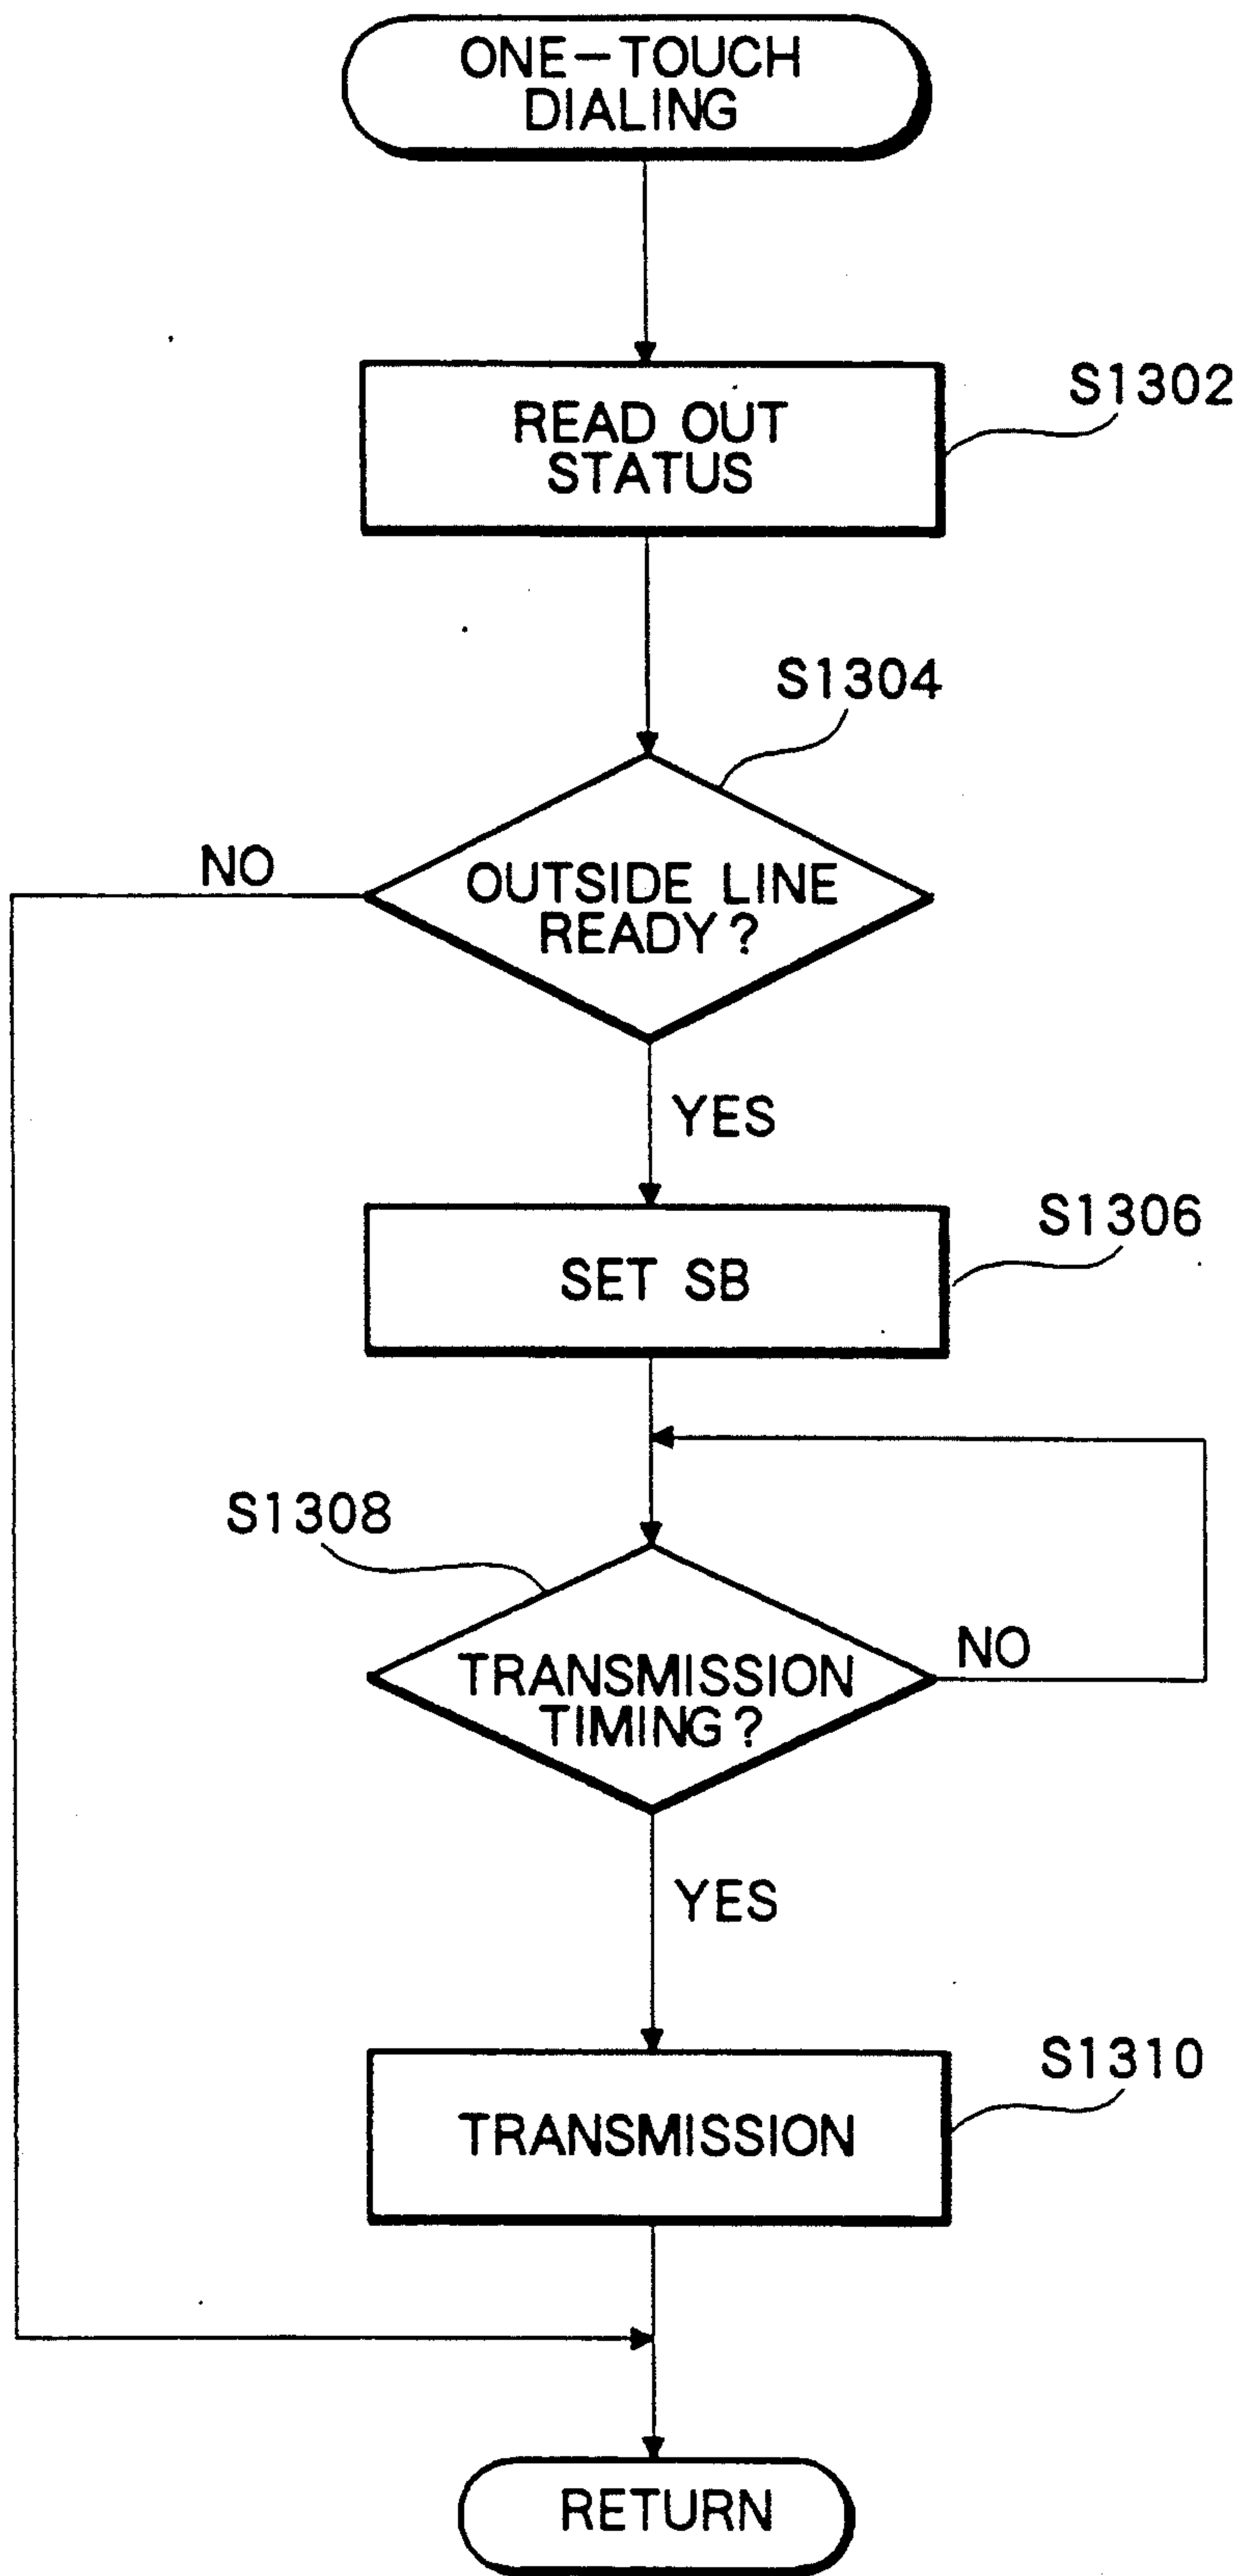 ONE-TOUCH
DIALING
S1302
READ OUT
STATUS
S1304
NO
OUTSIDE LINE
READY?
YES
S1306
SET SB
S1308
NO
TRANSMISSION
TIMING?
YES
S1310
TRANSMISSION
RETURN